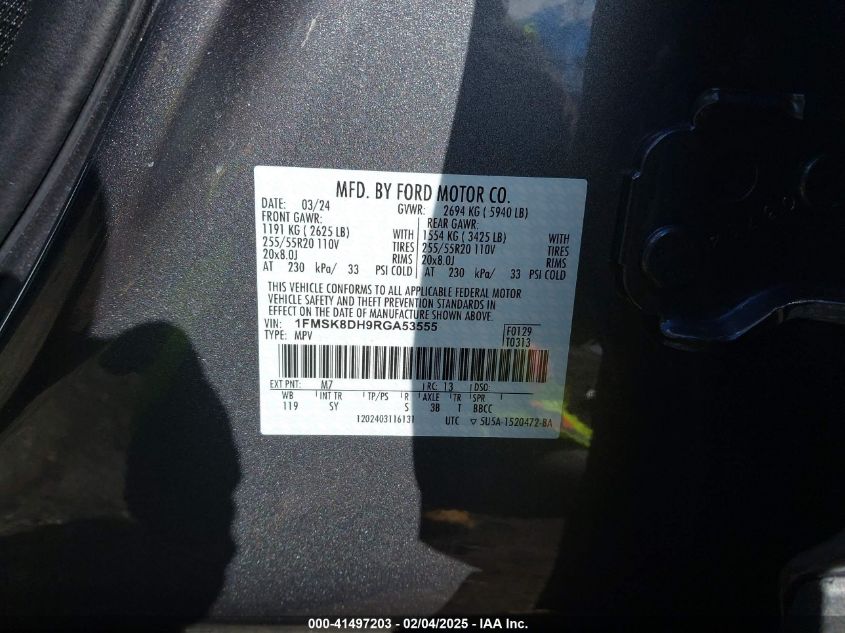 MFD. BY FORD MOTOR CO.
DATE: 03/24 GVWR: 2694 KG ( 5940 LB)
FRONT GAWR: REAR GAWR:
1191 KG ( 2625 LB) WITH 1554 KG ( 3425 LB) WITH
255/55R20 110V TIRES 255/55R20 110V TIRES
20x8.0J RIMS 20x8.0J RIMS
AT 230 kPa/ 33 PSI COLD AT 230 kPa/ 33 PSI COLD
THIS VEHICLE CONFORMS TO ALL APPLICABLE FEDERAL MOTOR
VEHICLE SAFETY AND THEFT PREVENTION STANDARDS IN
EFFECT ON THE DATE OF MANUFACTURE SHOWN ABOVE.
VIN: 1FMSK8DH9RGA53555 F0129
TYPE: MPV T0313
EXT PNT: M7 RC: 13 DSO:
WB INT TR TP/PS R AXLE TR SPR
119 SY S 3B T BBCC
1202403116131 UTC ▽ 5U5A-1520472-BA
000-41497203 - 02/04/2025 - IAA Inc.